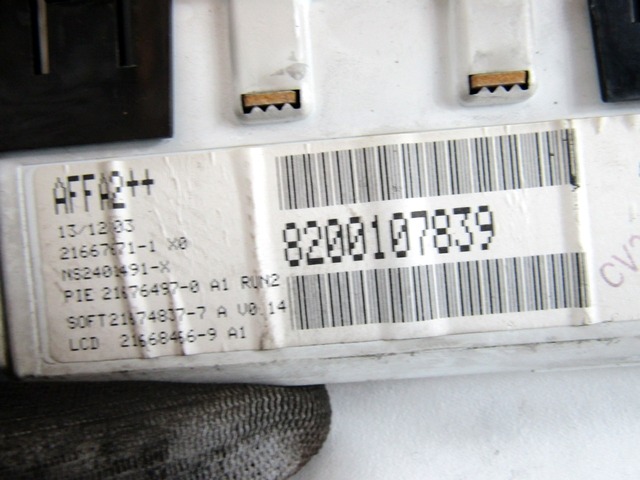 AFFA2++
13/12/03
21667671-1 X0
NS2401491-X
PIE 21676497-0 A1 RUN2
SOFT21674837-7 A V0 14
LCD 21668466-9 A1
8200107839
CV